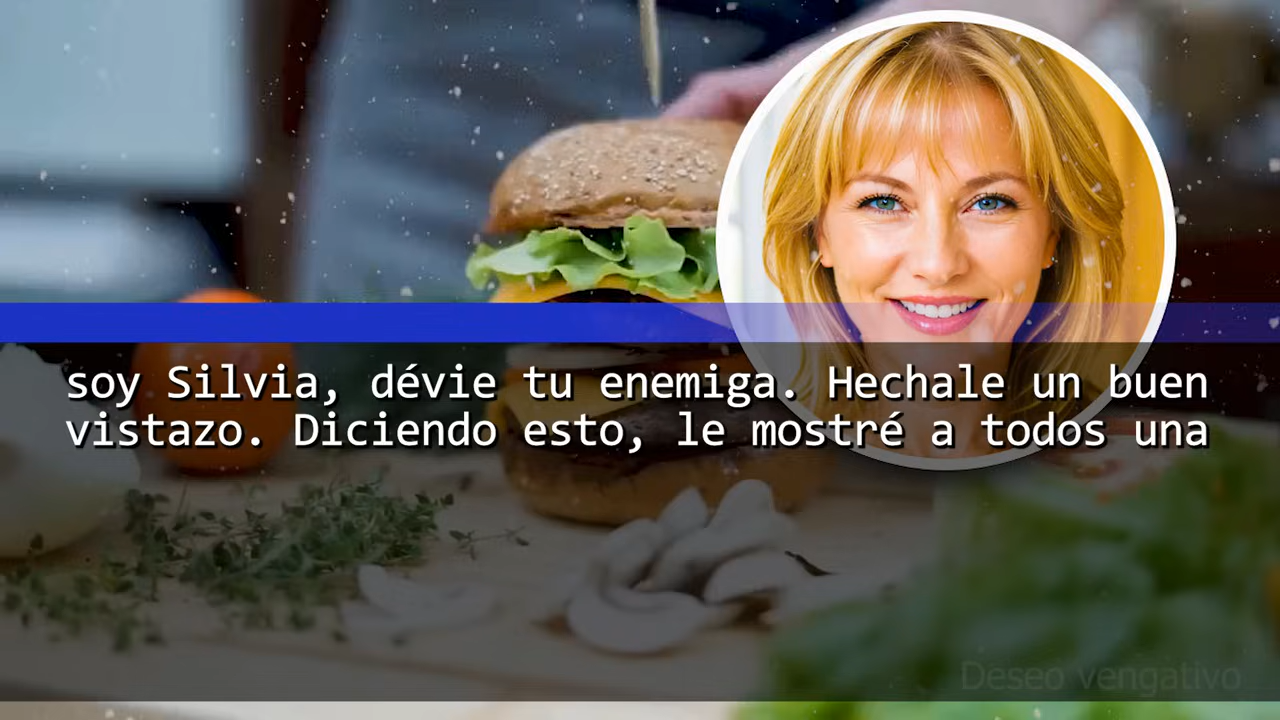 soy Silvia, dévie tu enemiga. Hechale un buen
vistazo. Diciendo esto, le mostré a todos una
Deseo vengativo